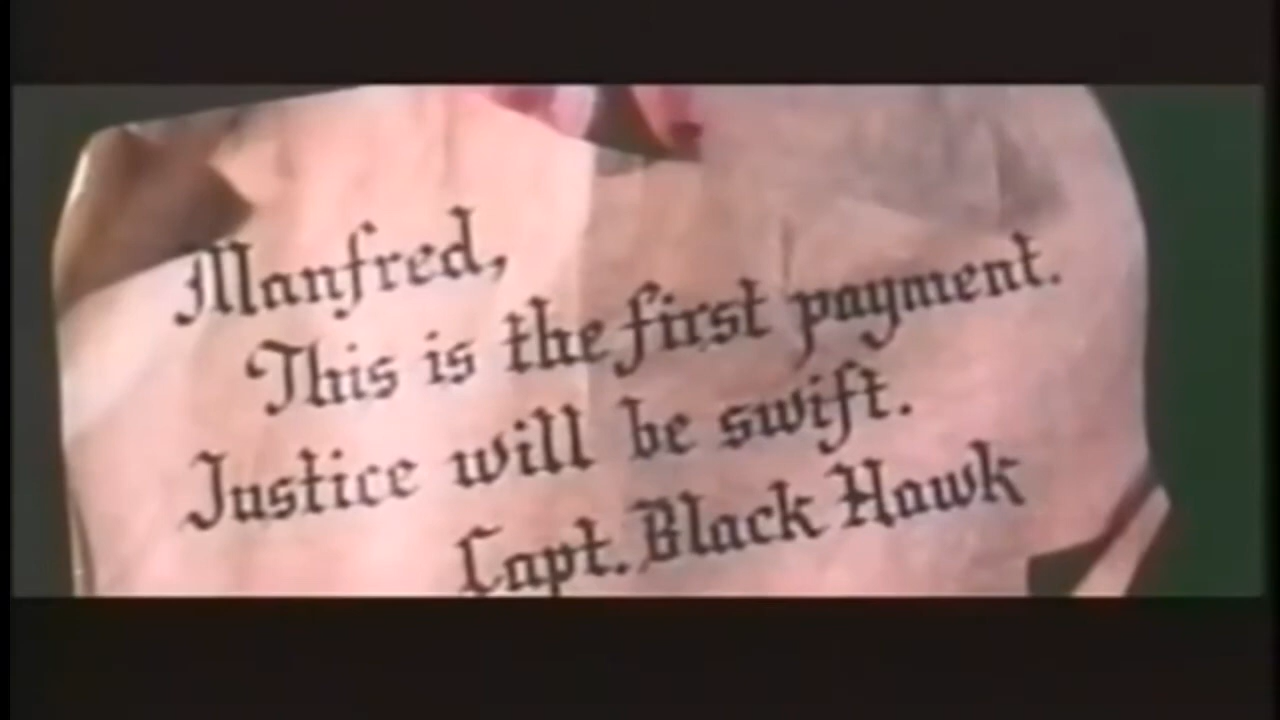 Manfred,
This is the first payment.
Justice will be swift.
Capt. Black Hawk